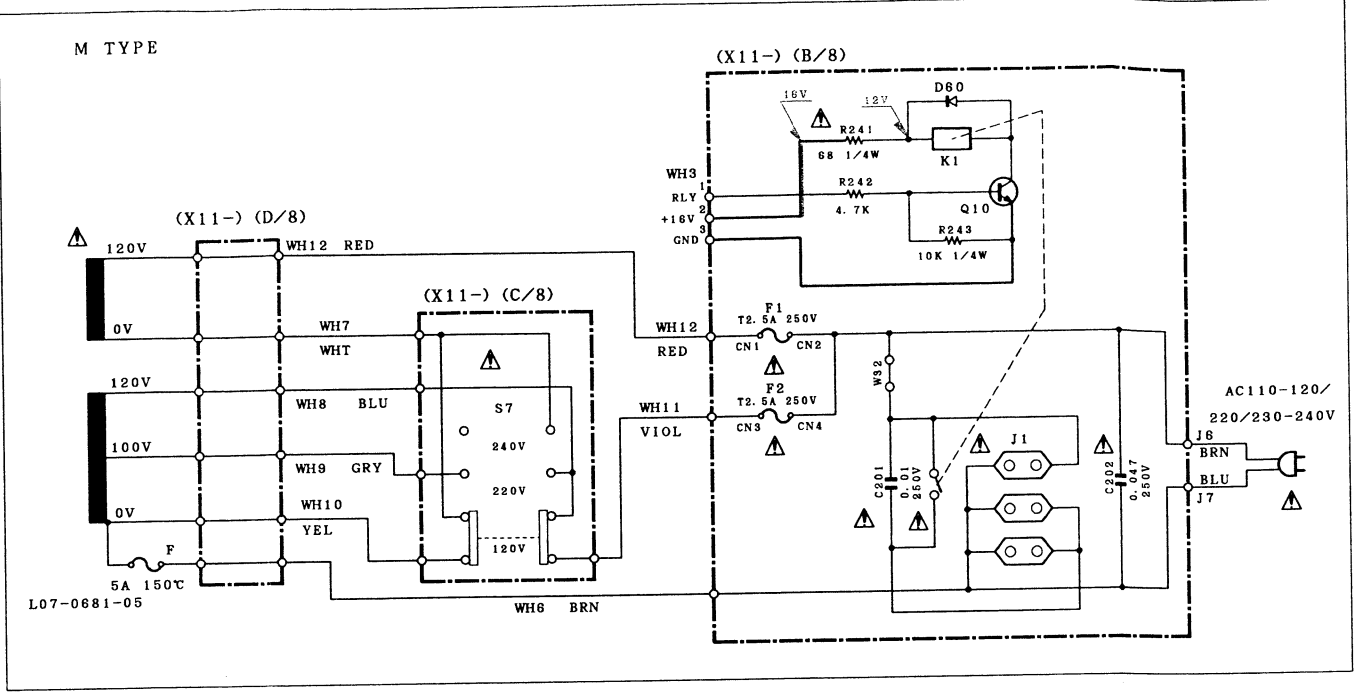 M TYPE
(X11-) (B/8)
D60
16V
12V
R241
68 1/4W
K1
WH3
1
RLY
R242
4.7K
2
+16V
Q10
3
GND
R243
10K 1/4W
(X11-) (D/8)
120V
WH12 RED
(X11-) (C/8)
0V
WH7
WHT
WH12
RED
F1
T2.5A 250V
CN1
CN2
120V
WH8 BLU
S7
WH11
VIOL
F2
T2.5A 250V
CN3
CN4
W32
AC110-120/
220/230-240V
100V
WH9 GRY
240V
220V
J1
J6
BRN
BLU
J7
C201
0.01
250V
C202
0.047
250V
0V
WH10
YEL
120V
F
5A 150℃
L07-0681-05
WH6 BRN